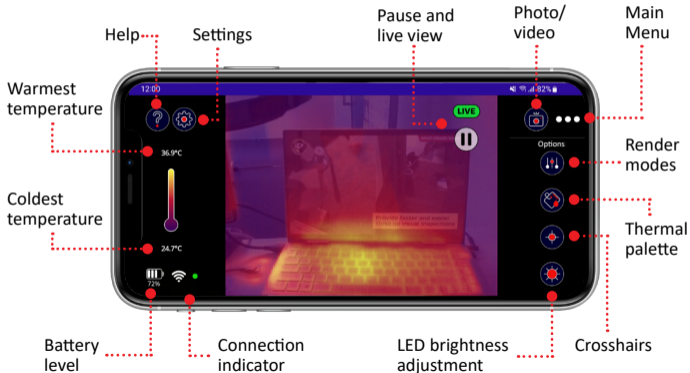 Help
Settings
Pause and
live view
Photo/
video
Main
Menu
Warmest
temperature
12:00
82%
LIVE
?
36.9°C
Options
Render
modes
Coldest
temperature
24.7°C
Thermal
palette
72%
Battery
level
Connection
indicator
LED brightness
adjustment
Crosshairs